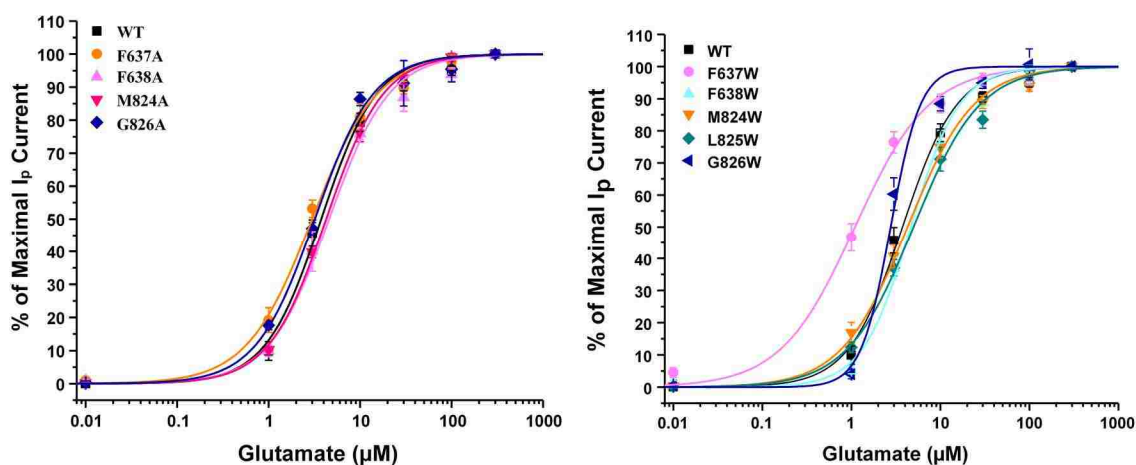 WT
F637A
F638A
M824A
G826A
% of Maximal Ip Current
110
100
90
80
70
60
50
40
30
20
10
0
0.01 0.1 1 10 100 1000
Glutamate (µM)
WT
F637W
F638W
M824W
L825W
G826W
% of Maximal Ip Current
110
100
90
80
70
60
50
40
30
20
10
0
0.01 0.1 1 10 100 1000
Glutamate (µM)